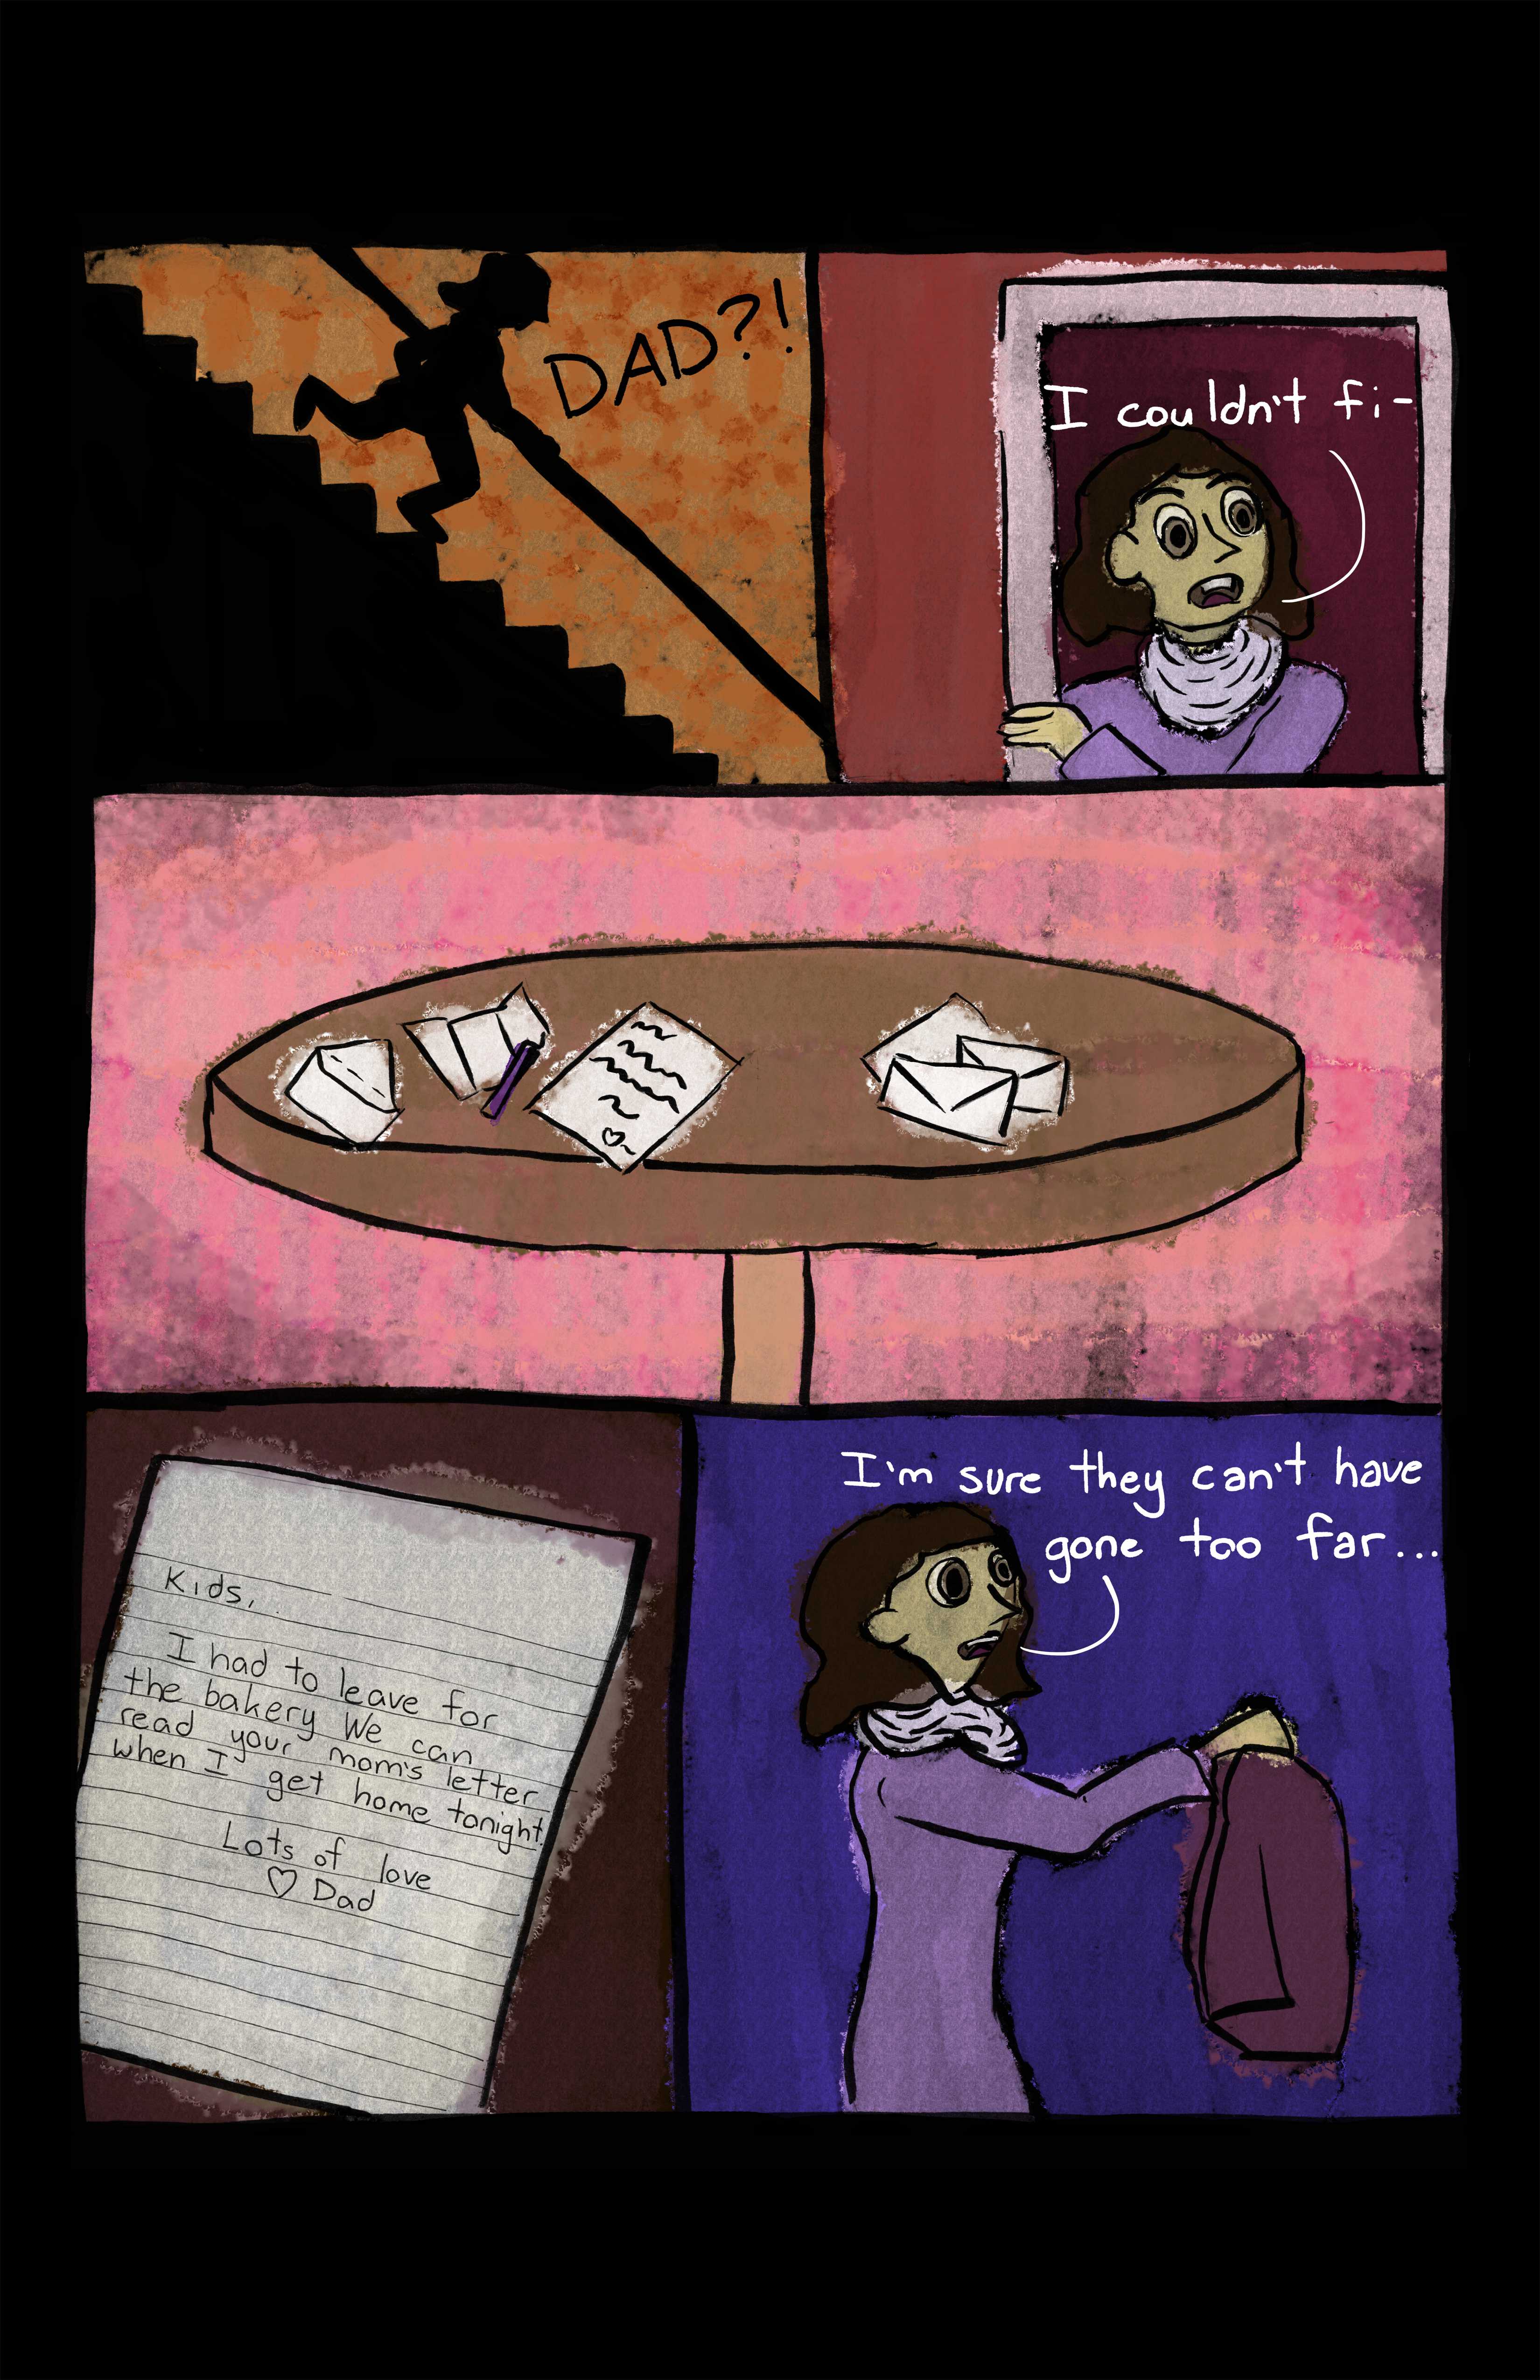 DAD?!
I couldn't fi-
Kids,
I had to leave for
the bakery We can
read your mom's letter
when I get home tonight.
Lots of love
♡ Dad
I'm sure they can't have
gone too far...